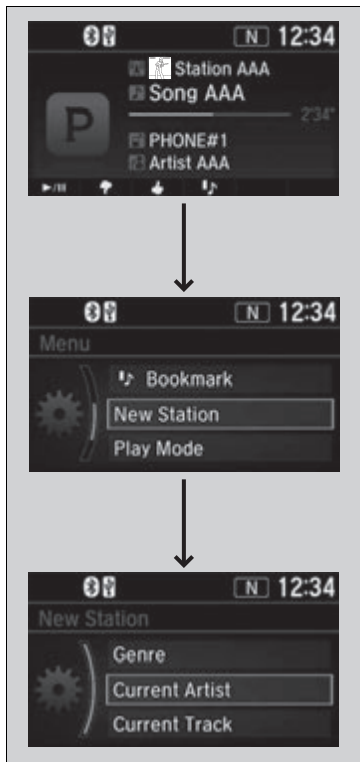 N 12:34
Station AAA
Song AAA
2'34"
P
PHONE#1
Artist AAA
N 12:34
Menu
Bookmark
New Station
Play Mode
N 12:34
New Station
Genre
Current Artist
Current Track